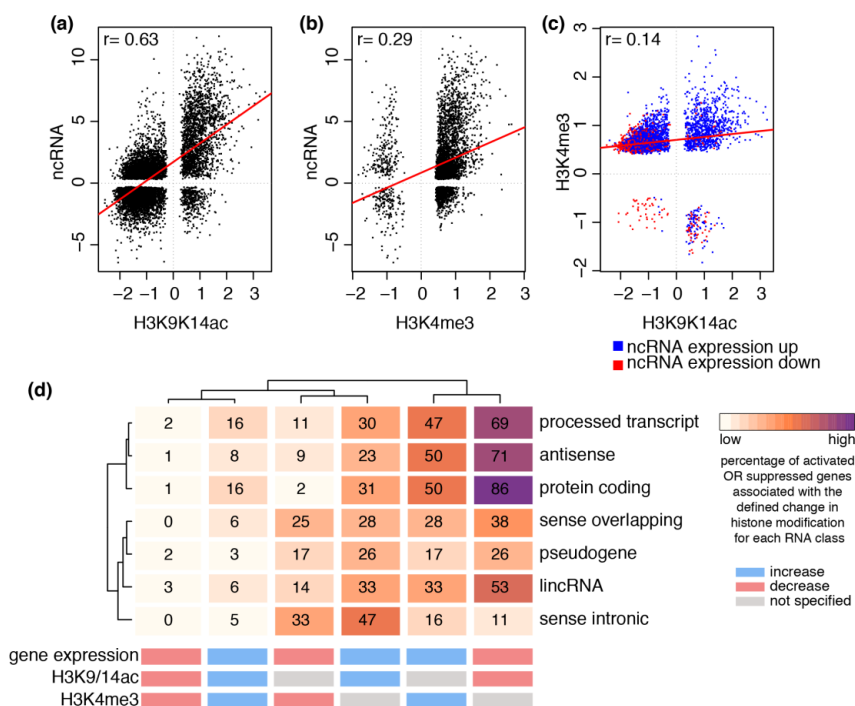 (a)
r= 0.63
ncRNA
10
5
0
−5
−2 −1 0 1 2 3
H3K9K14ac
(b)
r= 0.29
ncRNA
10
5
0
−5
−2 −1 0 1 2 3
H3K4me3
(c)
r= 0.14
H3K4me3
3
2
1
0
−1
−2
−2 −1 0 1 2 3
H3K9K14ac
ncRNA expression up
ncRNA expression down
(d)
2 16 11 30 47 69 processed transcript
1 8 9 23 50 71 antisense
1 16 2 31 50 86 protein coding
0 6 25 28 28 38 sense overlapping
2 3 17 26 17 26 pseudogene
3 6 14 33 33 53 lincRNA
0 5 33 47 16 11 sense intronic
gene expression
H3K9/14ac
H3K4me3
low high
percentage of activated
OR suppressed genes
associated with the
defined change in
histone modification
for each RNA class
increase
decrease
not specified